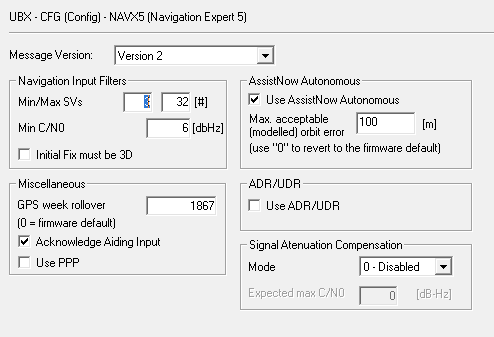 UBX - CFG (Config) - NAVX5 (Navigation Expert 5)
Message Version: Version 2
Navigation Input Filters
Min/Max SVs 32 [#]
Min C/N0 6 [dbHz]
Initial Fix must be 3D
AssistNow Autonomous
Use AssistNow Autonomous
Max. acceptable
(modelled) orbit error 100 [m]
(use "0" to revert to the firmware default)
Miscellaneous
GPS week rollover 1867
(0 = firmware default)
Acknowledge Aiding Input
Use PPP
ADR/UDR
Use ADR/UDR
Signal Atenuation Compensation
Mode 0 - Disabled
Expected max C/N0 0 [dB-Hz]